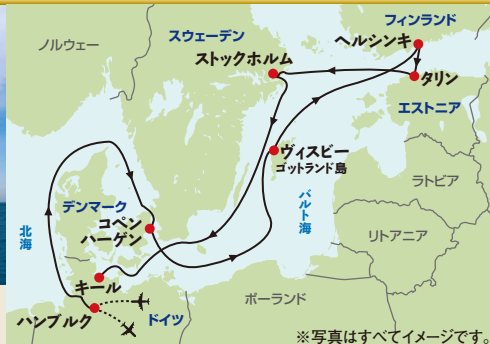 ノルウェー
スウェーデン
フィンランド
ヘルシンキ
ストックホルム
タリン
エストニア
ヴィスビー
ゴットランド島
ラトビア
デンマーク
コペン
ハーゲン
バルト海
北海
リトアニア
キール
ポーランド
ハンブルク
ドイツ
※写真はすべてイメージです。